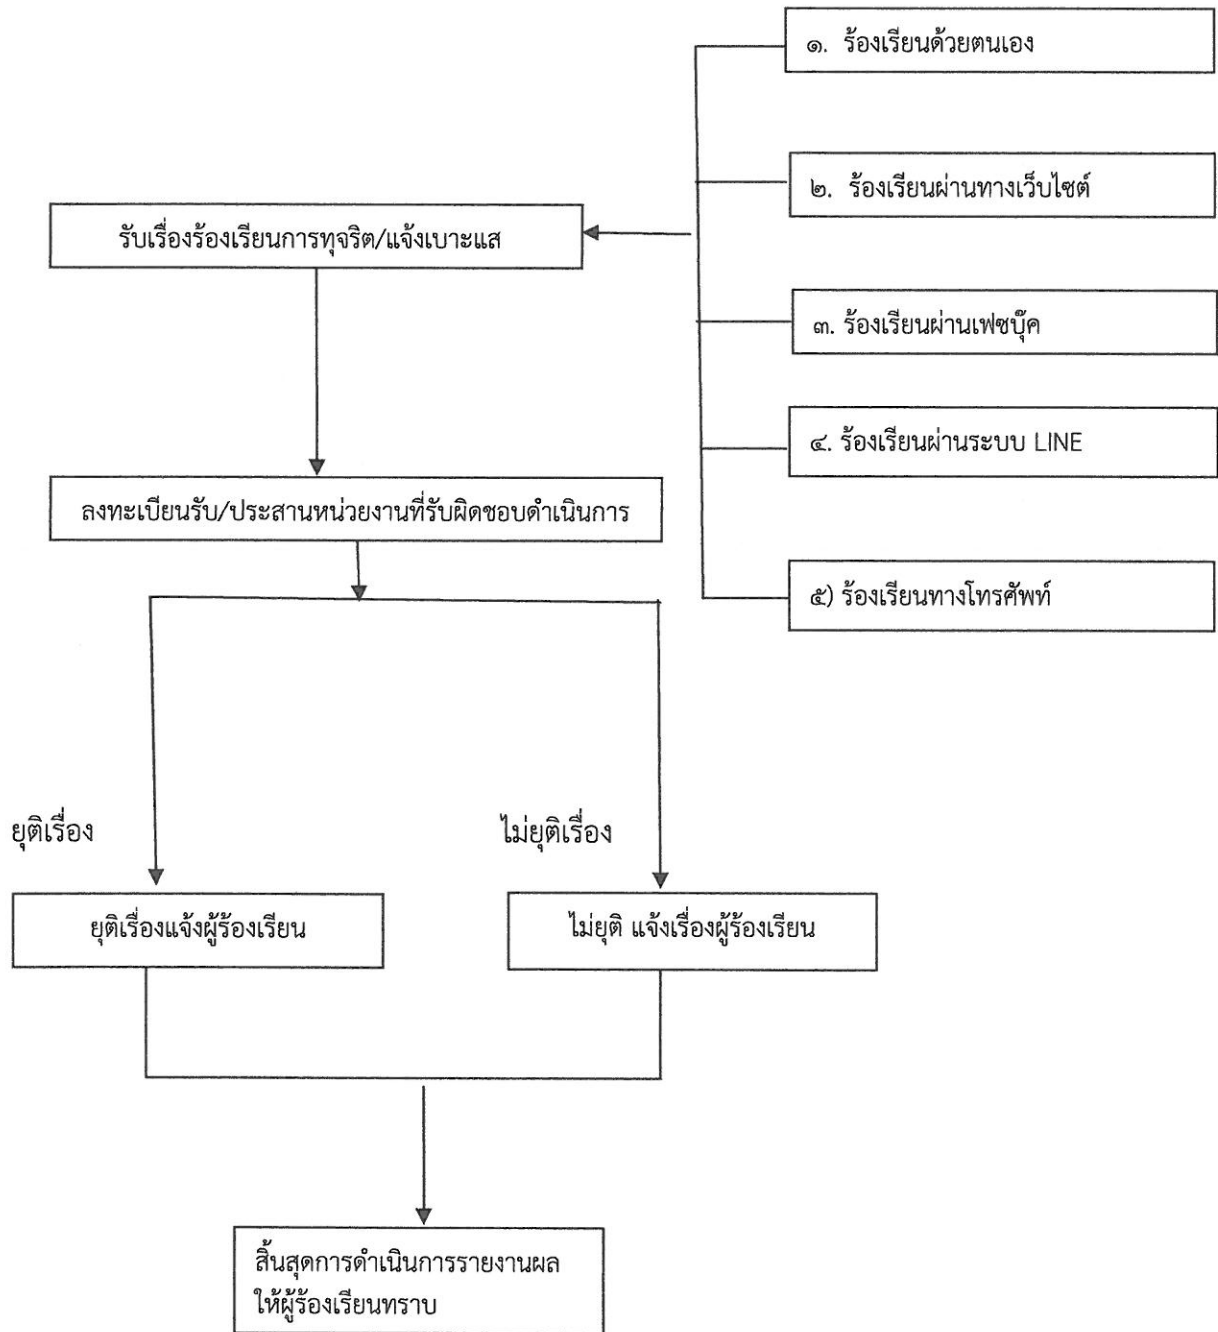 ๑. ร้องเรียนด้วยตนเอง
๒. ร้องเรียนผ่านทางเว็บไซต์
รับเรื่องร้องเรียนการทุจริต/แจ้งเบาะแส
๓. ร้องเรียนผ่านเฟซบุ๊ค
๔. ร้องเรียนผ่านระบบ LINE
ลงทะเบียนรับ/ประสานหน่วยงานที่รับผิดชอบดำเนินการ
๕) ร้องเรียนทางโทรศัพท์
ยุติเรื่อง
ไม่ยุติเรื่อง
ยุติเรื่องแจ้งผู้ร้องเรียน
ไม่ยุติ แจ้งเรื่องผู้ร้องเรียน
สิ้นสุดการดำเนินการรายงานผล
ให้ผู้ร้องเรียนทราบ